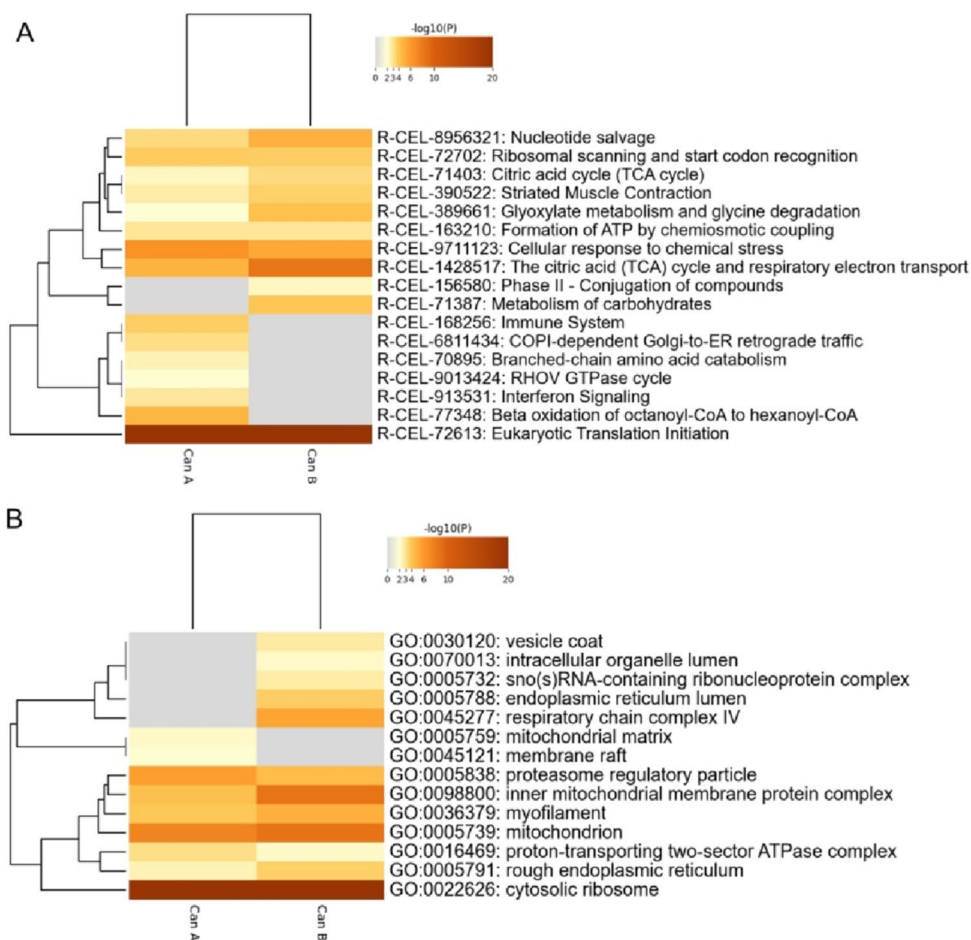 A
-log10(P)
0 2 3 4 6 10 20
R-CEL-8956321: Nucleotide salvage
R-CEL-72702: Ribosomal scanning and start codon recognition
R-CEL-71403: Citric acid cycle (TCA cycle)
R-CEL-390522: Striated Muscle Contraction
R-CEL-389661: Glyoxylate metabolism and glycine degradation
R-CEL-163210: Formation of ATP by chemiosmotic coupling
R-CEL-9711123: Cellular response to chemical stress
R-CEL-1428517: The citric acid (TCA) cycle and respiratory electron transport
R-CEL-156580: Phase II - Conjugation of compounds
R-CEL-71387: Metabolism of carbohydrates
R-CEL-168256: Immune System
R-CEL-6811434: COPI-dependent Golgi-to-ER retrograde traffic
R-CEL-70895: Branched-chain amino acid catabolism
R-CEL-9013424: RHOV GTPase cycle
R-CEL-913531: Interferon Signaling
R-CEL-77348: Beta oxidation of octanoyl-CoA to hexanoyl-CoA
R-CEL-72613: Eukaryotic Translation Initiation
Can A
Can B
B
-log10(P)
0 2 3 4 6 10 20
GO:0030120: vesicle coat
GO:0070013: intracellular organelle lumen
GO:0005732: sno(s)RNA-containing ribonucleoprotein complex
GO:0005788: endoplasmic reticulum lumen
GO:0045277: respiratory chain complex IV
GO:0005759: mitochondrial matrix
GO:0045121: membrane raft
GO:0005838: proteasome regulatory particle
GO:0098800: inner mitochondrial membrane protein complex
GO:0036379: myofilament
GO:0005739: mitochondrion
GO:0016469: proton-transporting two-sector ATPase complex
GO:0005791: rough endoplasmic reticulum
GO:0022626: cytosolic ribosome
Can A
Can B